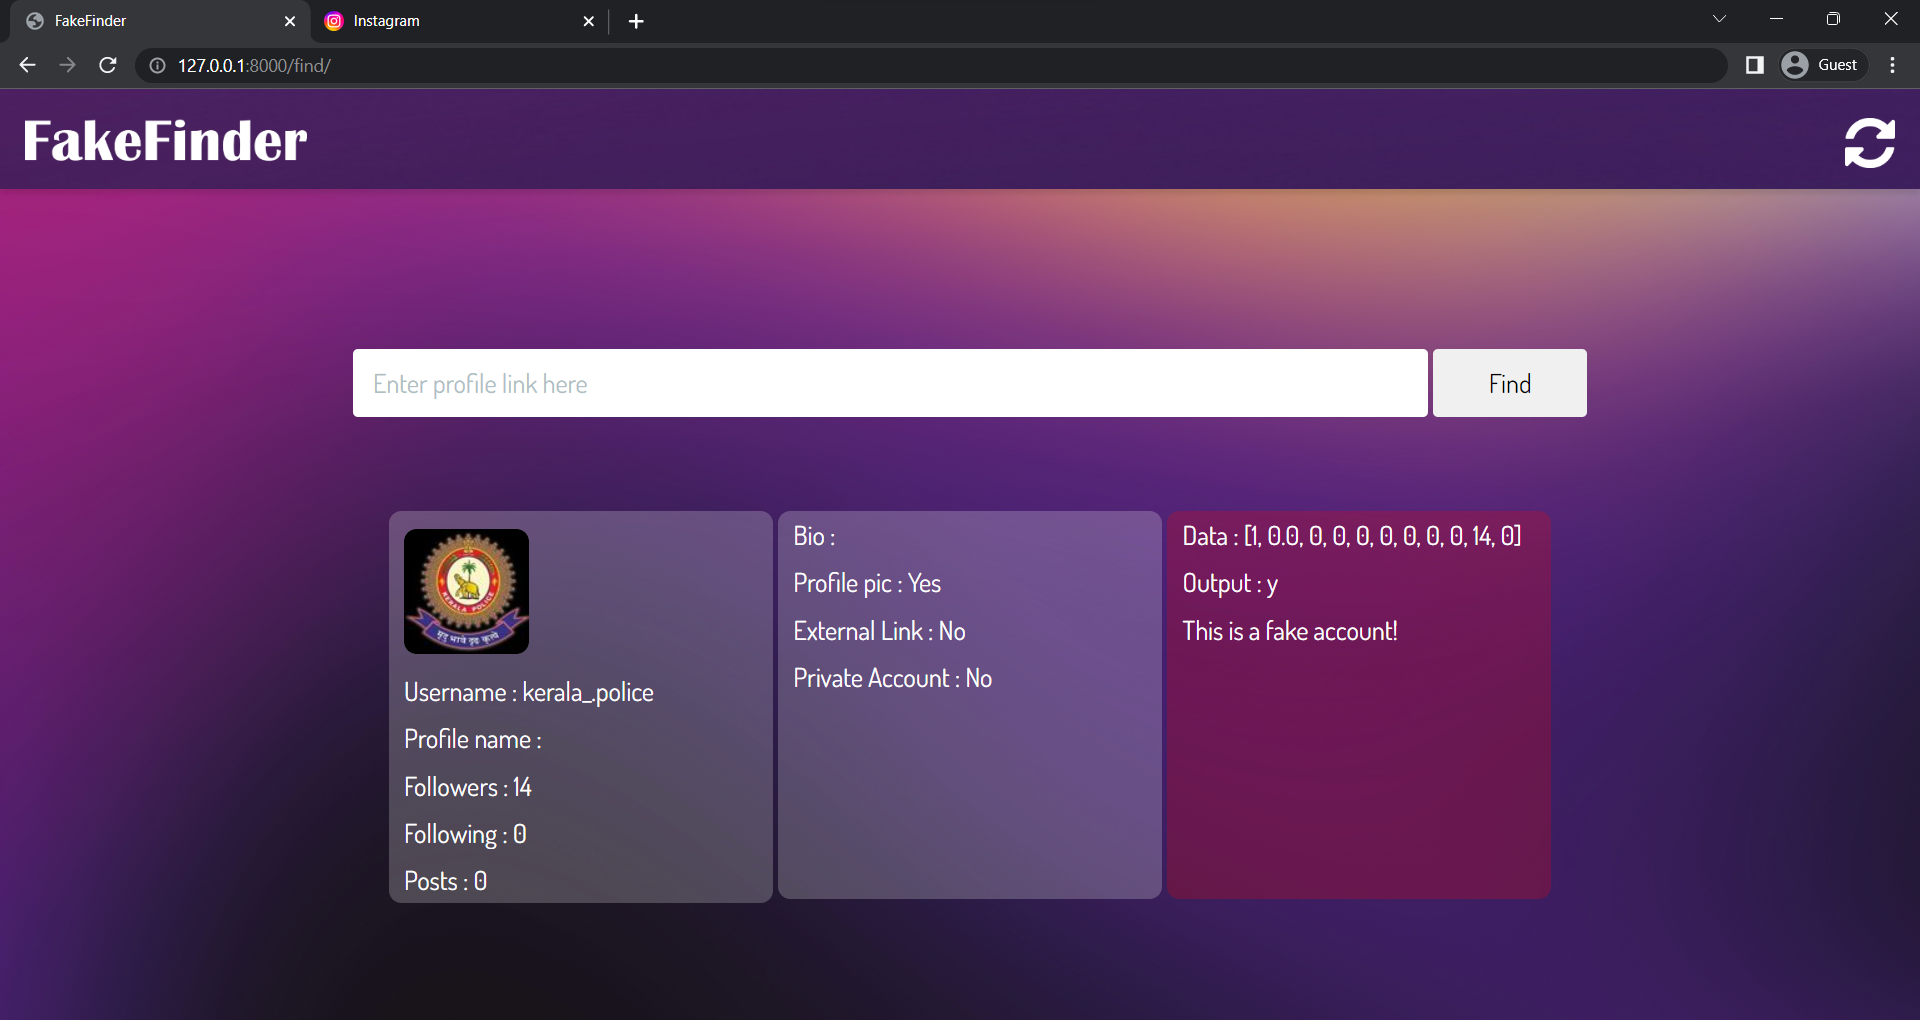 FakeFinder
Instagram
127.0.0.1:8000/find/
Guest
FakeFinder
Enter profile link here
Find
KERALA POLICE
मृदु भावे दृढ कृत्ये
Username : kerala_.police
Profile name :
Followers : 14
Following : 0
Posts : 0
Bio :
Profile pic : Yes
External Link : No
Private Account : No
Data : [1, 0.0, 0, 0, 0, 0, 0, 0, 0, 14, 0]
Output : y
This is a fake account!